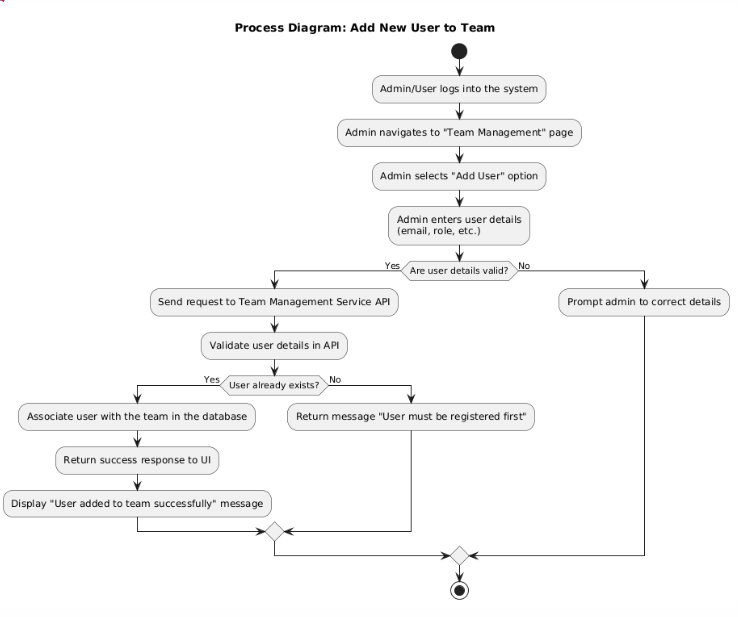 Process Diagram: Add New User to Team
Admin/User logs into the system
Admin navigates to "Team Management" page
Admin selects "Add User" option
Admin enters user details
(email, role, etc.)
Yes
Are user details valid?
No
Send request to Team Management Service API
Prompt admin to correct details
Validate user details in API
Yes
User already exists?
No
Associate user with the team in the database
Return message "User must be registered first"
Return success response to UI
Display "User added to team successfully" message